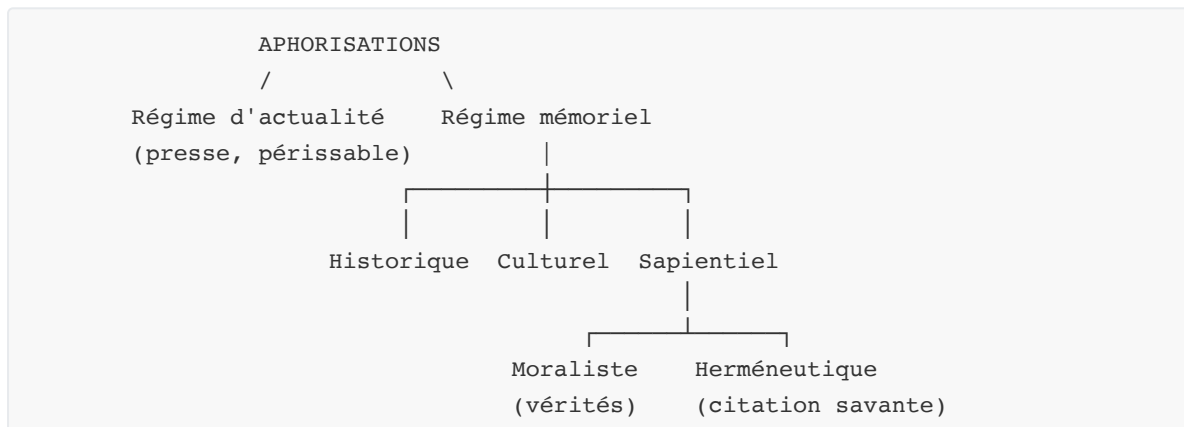 APHORISATIONS
Régime d'actualité Régime mémoriel
(presse, périssable)
Historique Culturel Sapientiel
Moraliste Herméneutique
(vérités) (citation savante)